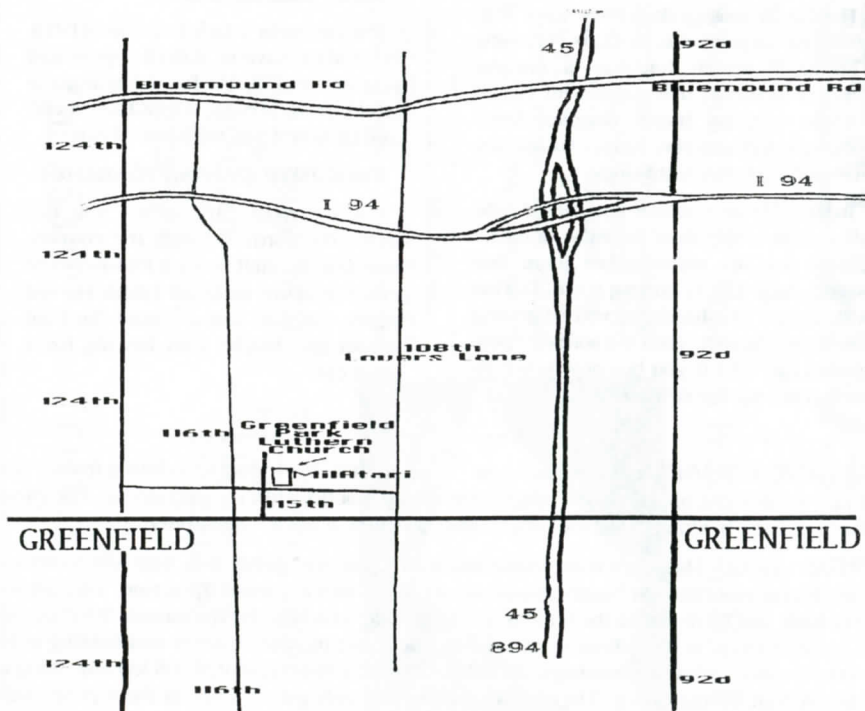 45
92d
Bluemound Rd
Bluemound Rd
124th
I 94
I 94
124th
108th
Lovers Lane
92d
124th
116th
Greenfield
Park
Luthern
Church
115th
GREENFIELD
GREENFIELD
45
894
124th
116th
92d